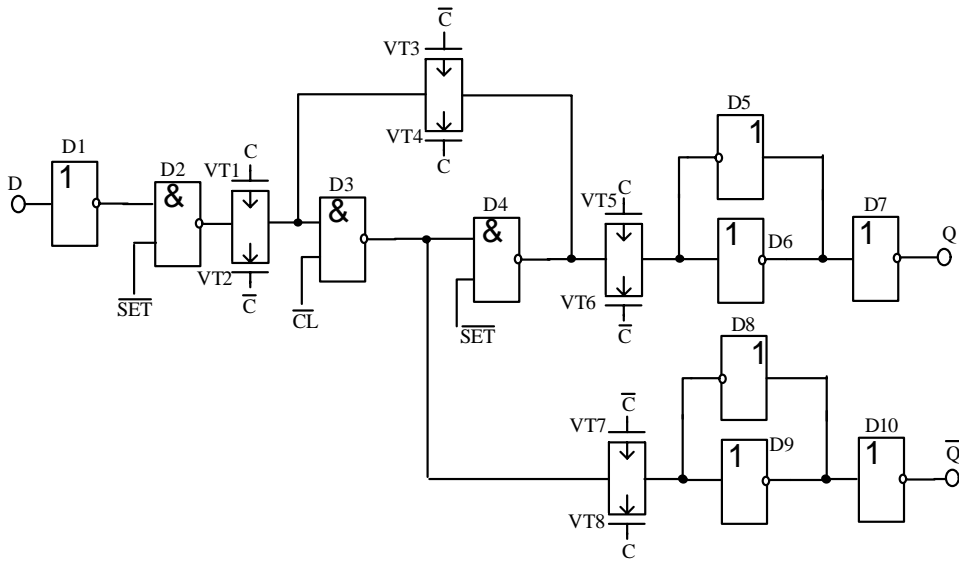 C̅
VT3
VT4
C
D5
1
D1
1
D
D2
&
SET̅
C
VT1
VT2
C̅
D3
&
CL̅
D4
&
SET̅
C
VT5
VT6
C̅
1
D6
D7
1
Q
D8
1
C̅
VT7
VT8
C
1
D9
D10
1
Q̅